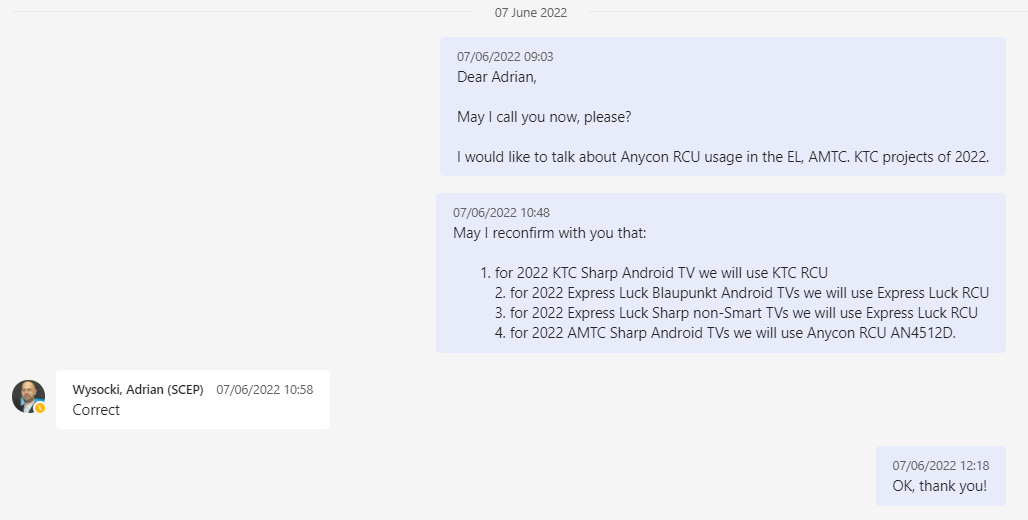 07 June 2022
07/06/2022 09:03
Dear Adrian,
May I call you now, please?
I would like to talk about Anycon RCU usage in the EL, AMTC. KTC projects of 2022.
07/06/2022 10:48
May I reconfirm with you that:
1. for 2022 KTC Sharp Android TV we will use KTC RCU
2. for 2022 Express Luck Blaupunkt Android TVs we will use Express Luck RCU
3. for 2022 Express Luck Sharp non-Smart TVs we will use Express Luck RCU
4. for 2022 AMTC Sharp Android TVs we will use Anycon RCU AN4512D.
Wysocki, Adrian (SCEP) 07/06/2022 10:58
Correct
07/06/2022 12:18
OK, thank you!